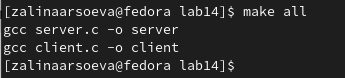 [zalinaarsoeva@fedora lab14]$ make all
gcc server.c -o server
gcc client.c -o client
[zalinaarsoeva@fedora lab14]$